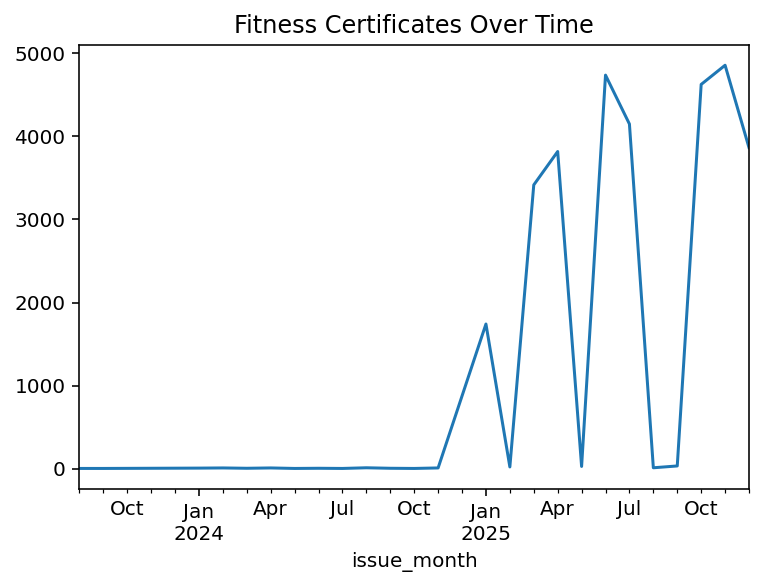 Fitness Certificates Over Time
5000
4000
3000
2000
1000
0
Oct Jan Apr Jul Oct Jan Apr Jul Oct
2024 2025
issue_month